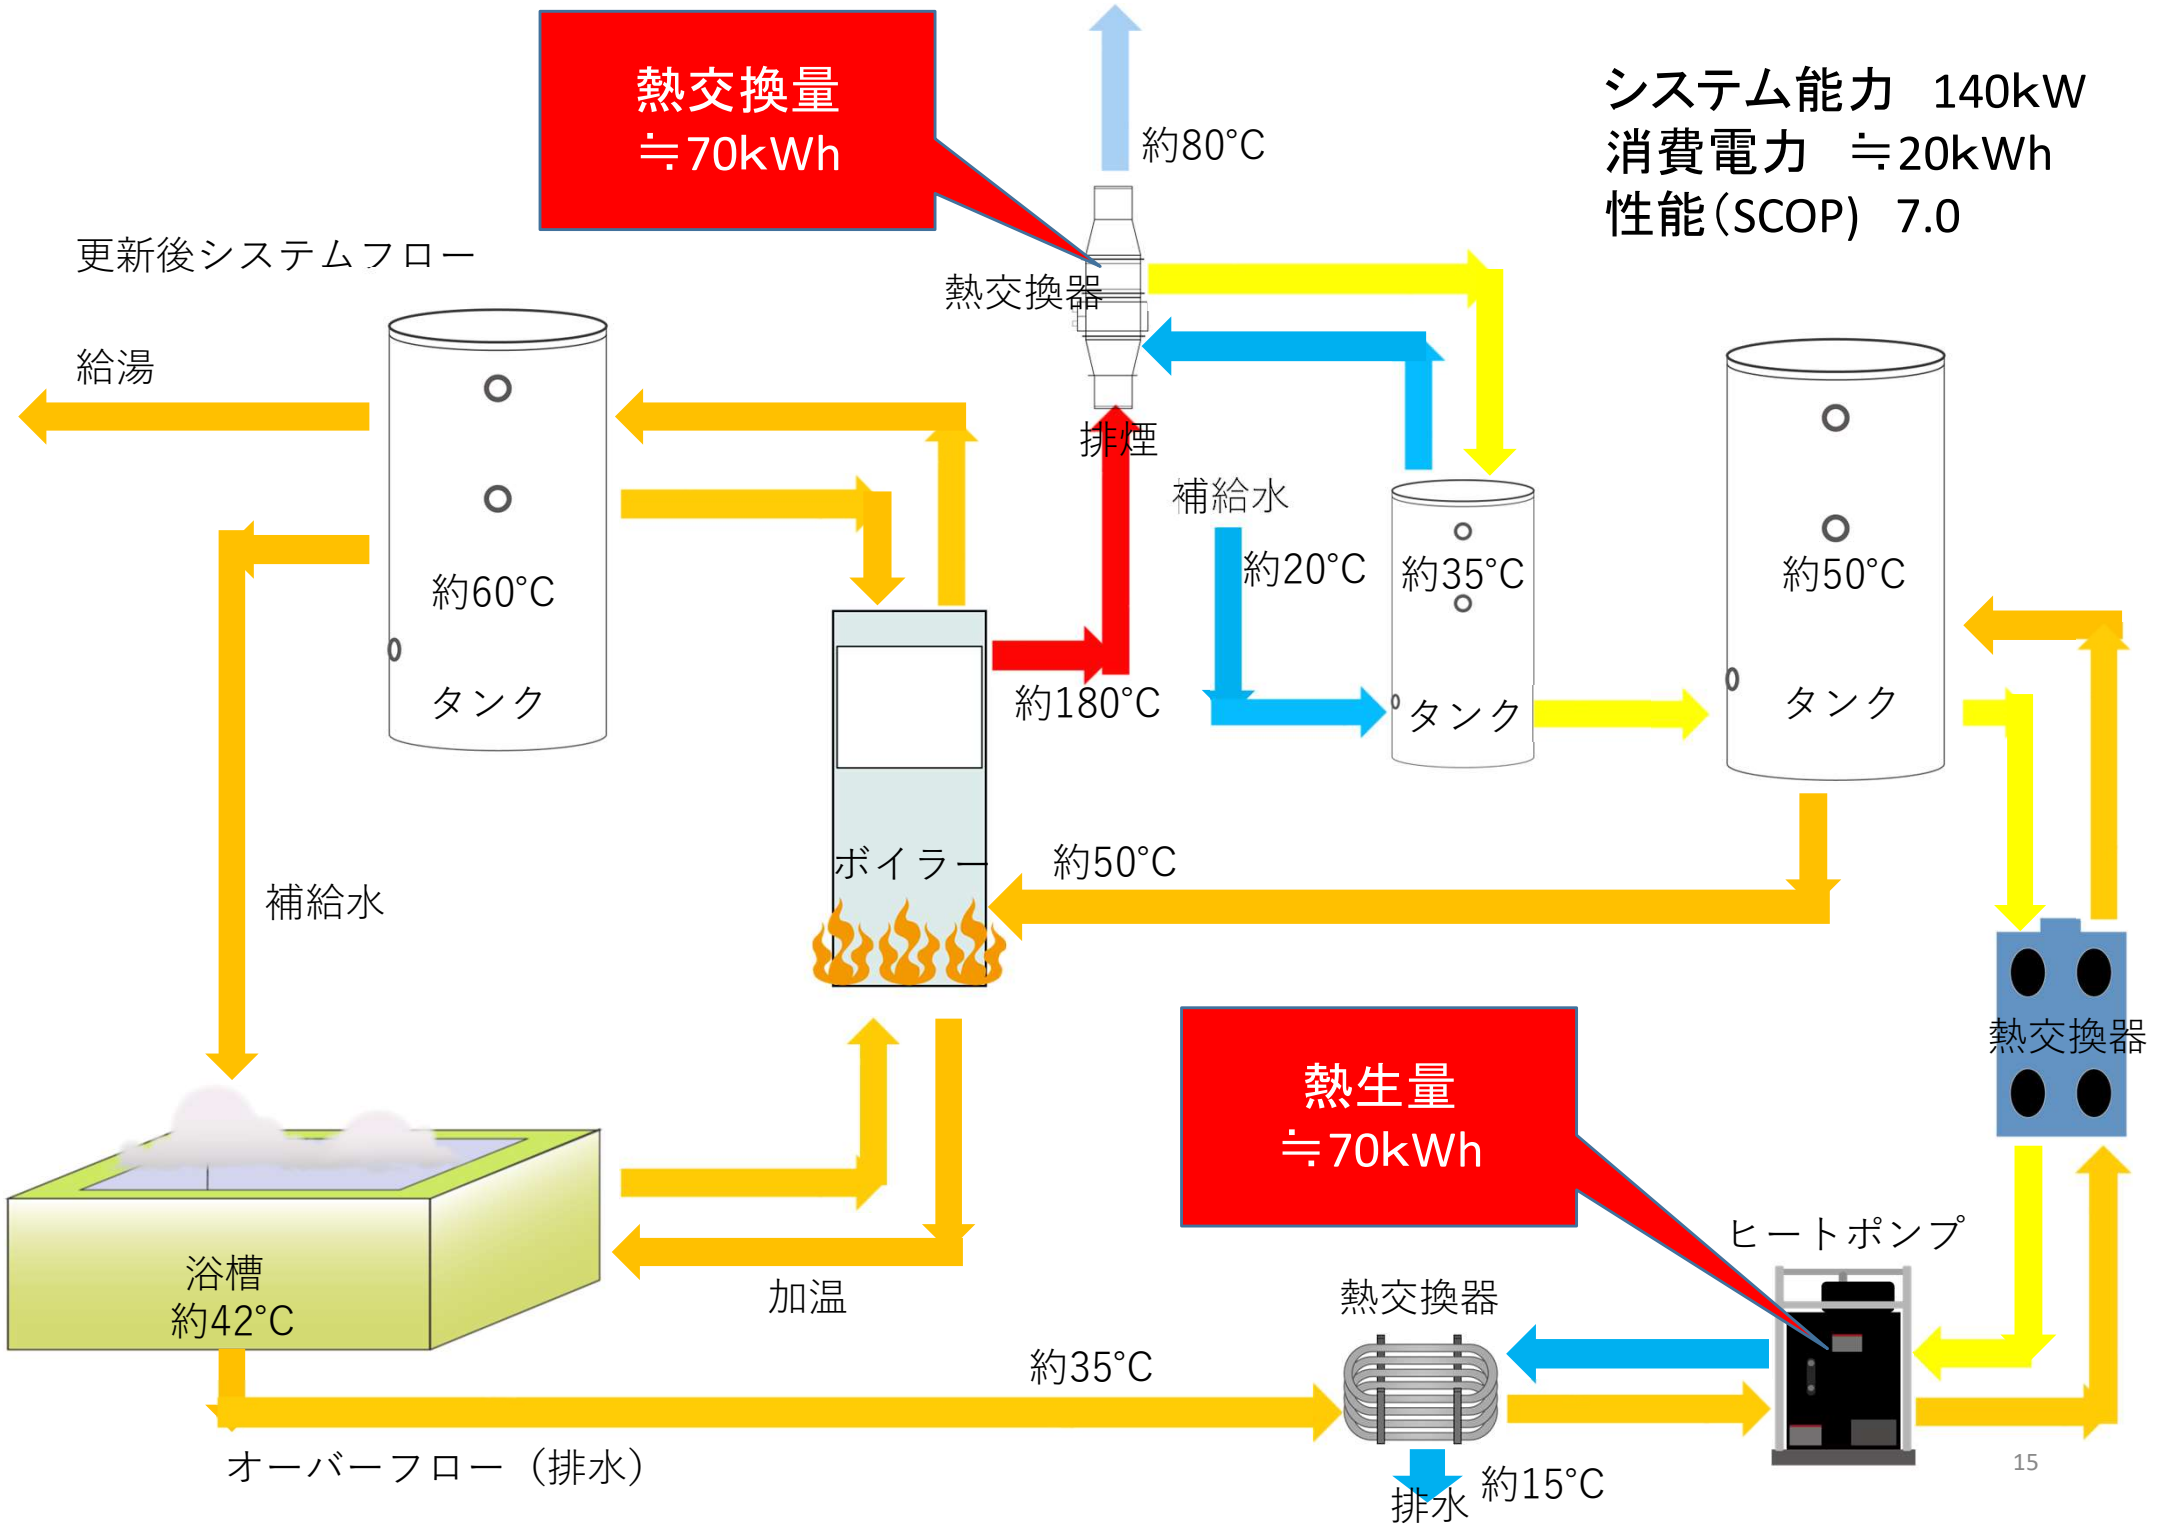 熱交換量
≒70kWh
約80℃
システム能力 140kW
消費電力 ≒20kWh
性能(SCOP) 7.0
更新後システムフロー
熱交換器
給湯
排煙
補給水
約20℃
約35℃
約50℃
約60℃
タンク
約180℃
タンク
タンク
ボイラー
約50℃
補給水
熱交換器
熱生量
≒70kWh
ヒートポンプ
浴槽
約42℃
加温
熱交換器
約35℃
オーバーフロー(排水)
約15℃
排水
15